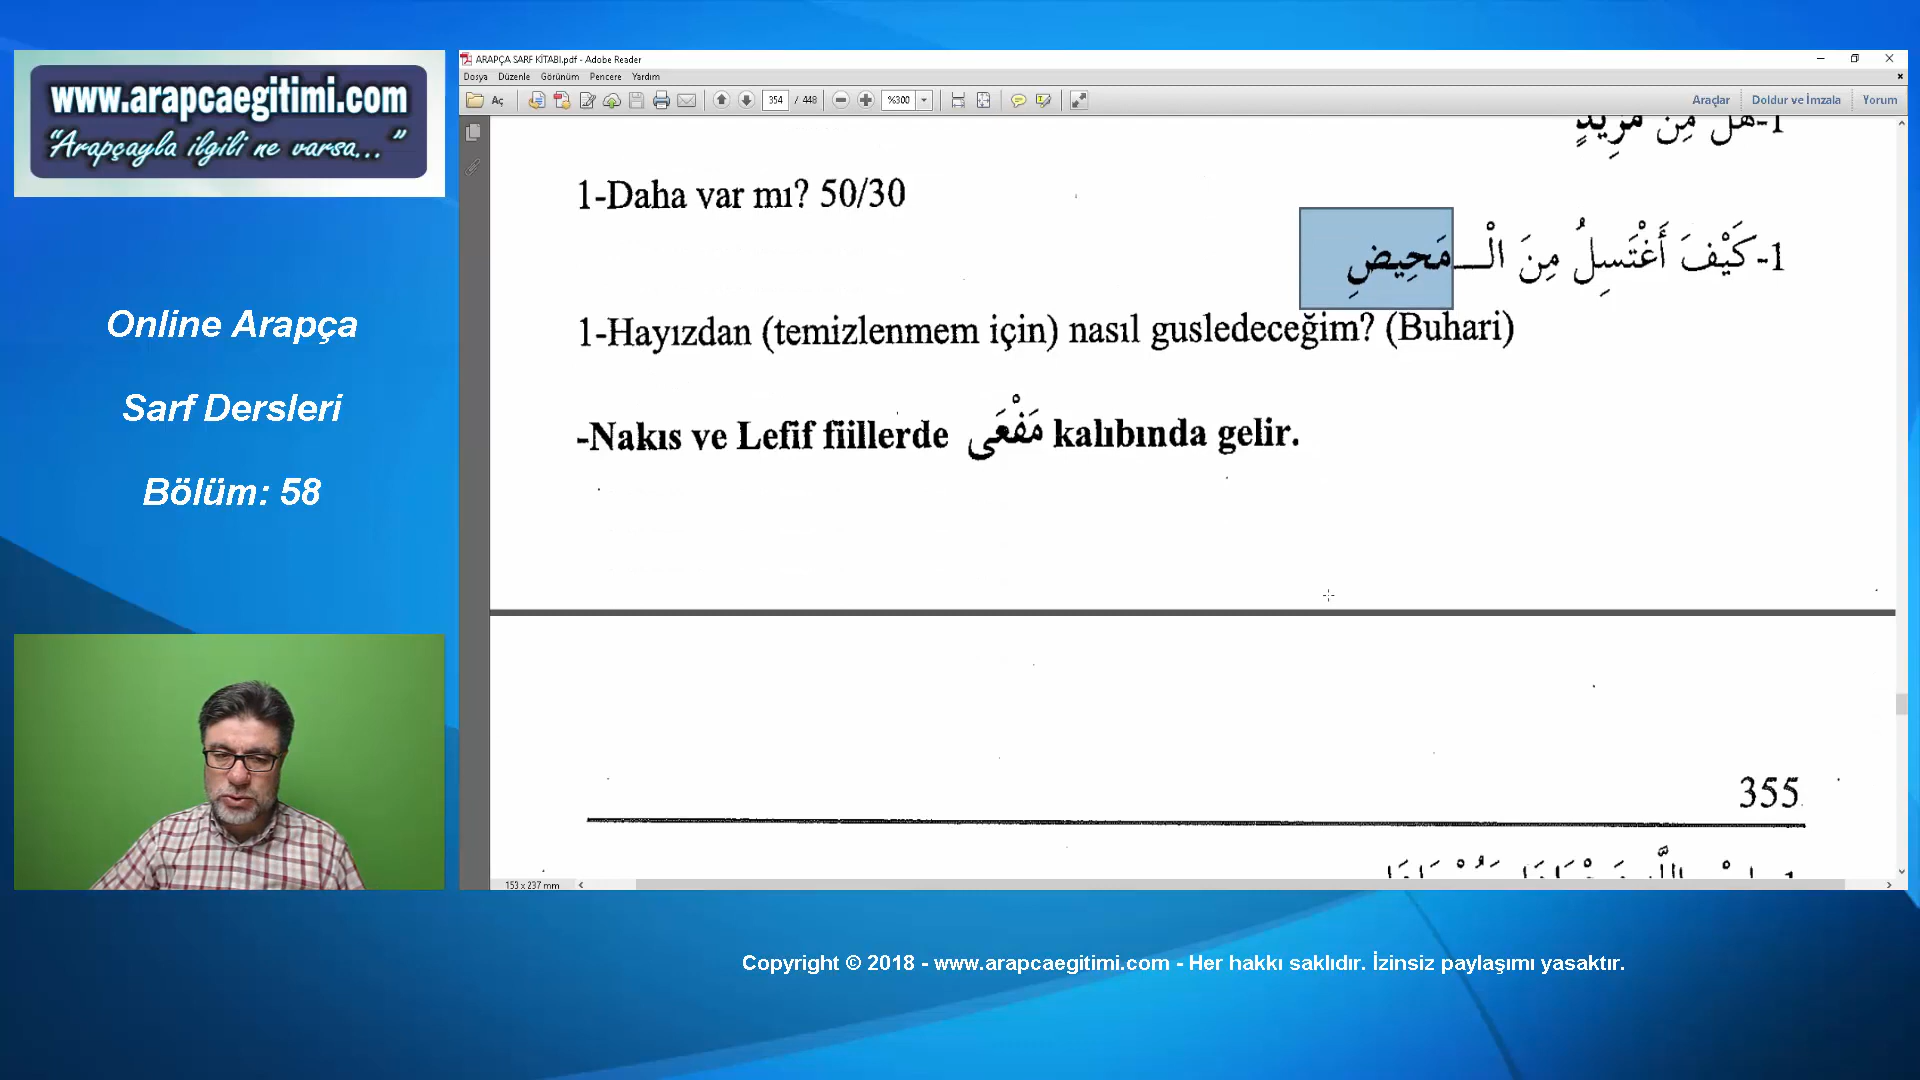 www.arapcaegitimi.com
“Arapçayla ilgili ne varsa...”
Online Arapça
Sarf Dersleri
Bölüm: 58
ARAPÇA SARF KİTABI.pdf - Adobe Reader
Dosya Düzenle Görünüm Pencere Yardım
Aç 354 / 448 %300 Araçlar Doldur ve İmzala Yorum
1-هَلْ مِنْ مَزِيدٍ
1-Daha var mı? 50/30
1-كَيْفَ أَغْتَسِلُ مِنَ الْـــمَحِيضِ
1-Hayızdan (temizlenmem için) nasıl gusledeceğim? (Buhari)
-Nakıs ve Lefif fiillerde مَفْعَى kalıbında gelir.
355
153 x 237 mm
Copyright © 2018 - www.arapcaegitimi.com - Her hakkı saklıdır. İzinsiz paylaşımı yasaktır.